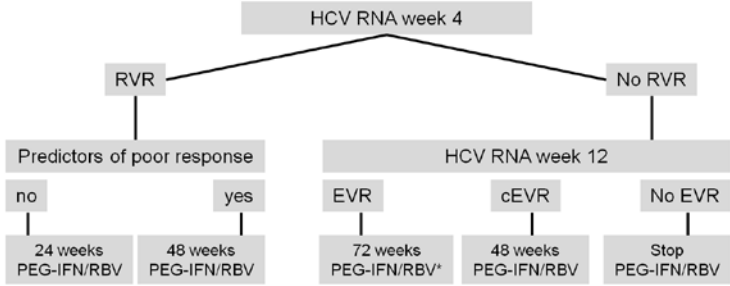 HCV RNA week 4
RVR
No RVR
Predictors of poor response
HCV RNA week 12
no
yes
EVR
cEVR
No EVR
24 weeks
PEG-IFN/RBV
48 weeks
PEG-IFN/RBV
72 weeks
PEG-IFN/RBV*
48 weeks
PEG-IFN/RBV
Stop
PEG-IFN/RBV